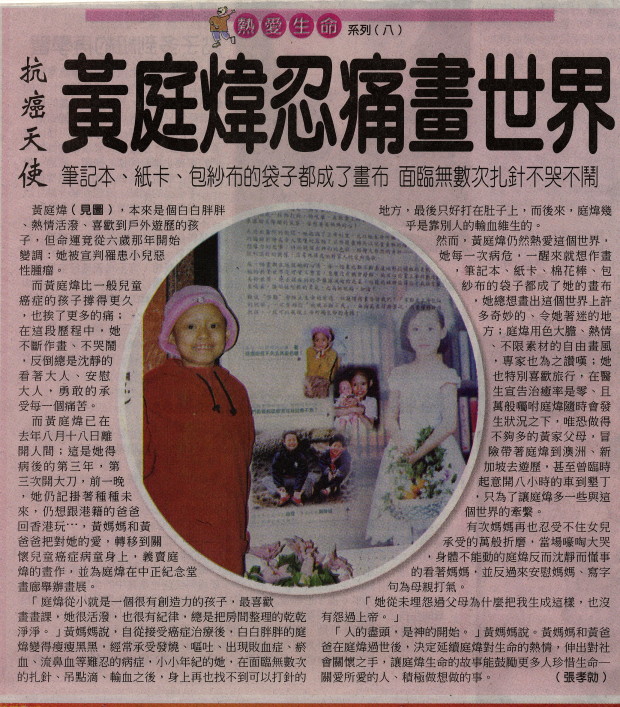 熱愛生命 系列(八)
抗癌天使
黃庭煒忍痛畫世界
筆記本、紙卡、包紗布的袋子都成了畫布 面臨無數次扎針不哭不鬧
黃庭煒(見圖),本來是個白白胖胖
、熱情活潑、喜歡到戶外遊歷的孩
子,但命運竟從六歲那年開始
變調:她被宣判罹患小兒惡
性腫瘤。
而黃庭煒比一般兒童
癌症的孩子撐得更久
,也挨了更多的痛;
在這段歷程中,她
不斷作畫、不哭鬧
,反倒總是沈靜的
看著大人、安慰
大人,勇敢的承
受每一個痛苦。
而黃庭煒已在
去年八月十八日離
開人間;這是她得
病後的第三年,第
三次開大刀,前一晚
,她仍記掛著種種未
來,仍想跟港籍的爸爸
回香港玩…,黃媽媽和黃
爸爸把對她的愛,轉移到關
懷兒童癌症病童身上,義賣庭
煒的畫作,並為庭煒在中正紀念堂
畫廊舉辦畫展。
「庭煒從小就是一個很有創造力的孩子,最喜歡
畫畫課,她很活潑,也很有紀律,總是把房間整理的乾乾
淨淨。」黃媽媽說,自從接受癌症治療後,白白胖胖的庭
煒變得瘦瘦黑黑,經常承受發燒、嘔吐、出現敗血症、瘀
血、流鼻血等難忍的病症,小小年紀的她,在面臨無數次
的扎針、吊點滴、輸血之後,身上再也找不到可以打針的
地方,最後只好打在肚子上,而後來,庭煒幾
乎是靠別人的輸血維生的。
然而,黃庭煒仍然熱愛這個世界,
她每一次病危,一醒來就想作畫
,筆記本、紙卡、棉花棒、包
紗布的袋子都成了她的畫布
,她總想畫出這個世界上許
多奇妙的、令她著迷的地
方;庭煒用色大膽、熱情
、不限素材的自由畫風
,專家也為之讚嘆;她
也特別喜歡旅行,在醫
生宣告治癒率是零、且
萬般囑咐庭煒隨時會發
生狀況之下,唯恐做得
不夠多的黃家父母,冒
險帶著庭煒到澳洲、新
加坡去遊歷,甚至曾臨時
起意開八小時的車到墾丁
,只為了讓庭煒多一些與這
個世界的牽繫。
有次媽媽再也忍受不住女兒
承受的萬般折磨,當場嚎啕大哭
,身體不能動的庭煒反而沈靜而懂事
的看著媽媽,並反過來安慰媽媽、寫字
句為母親打氣。
「她從未埋怨過父母為什麼把我生成這樣,也沒
有怨過上帝。」
「人的盡頭,是神的開始。」黃媽媽說。黃媽媽和黃爸
爸在庭煒過世後,決定延續庭煒對生命的熱情,伸出對社
會關懷之手,讓庭煒生命的故事能鼓勵更多人珍惜生命─
關愛所愛的人、積極做想做的事。 (張孝勍)